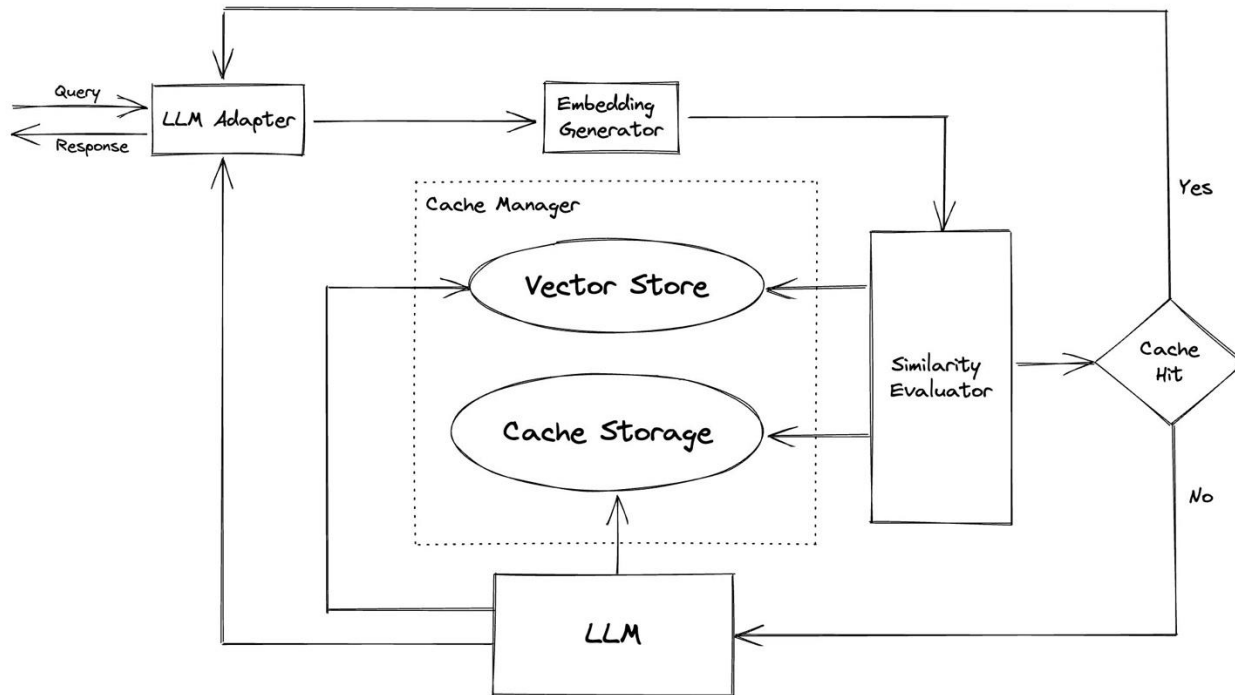 Query
LLM Adapter
Response
Embedding
Generator
Cache Manager
Yes
Vector Store
Similarity
Evaluator
Cache
Hit
Cache Storage
No
LLM